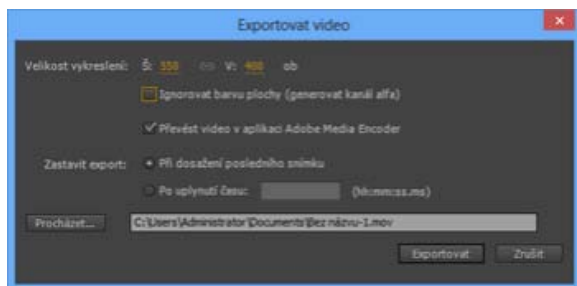 Exportovat video
Velikost vykreslení: Š: 550 V: 400 ob
Ignorovat barvu plochy (generovat kanál alfa)
Převést video v aplikaci Adobe Media Encoder
Zastavit export: Při dosažení posledního snímku
Po uplynutí času: (hh:mm:ss.ms)
Procházet... C:\Users\Administrator\Documents\Bez názvu-1.mov
Exportovat Zrušit